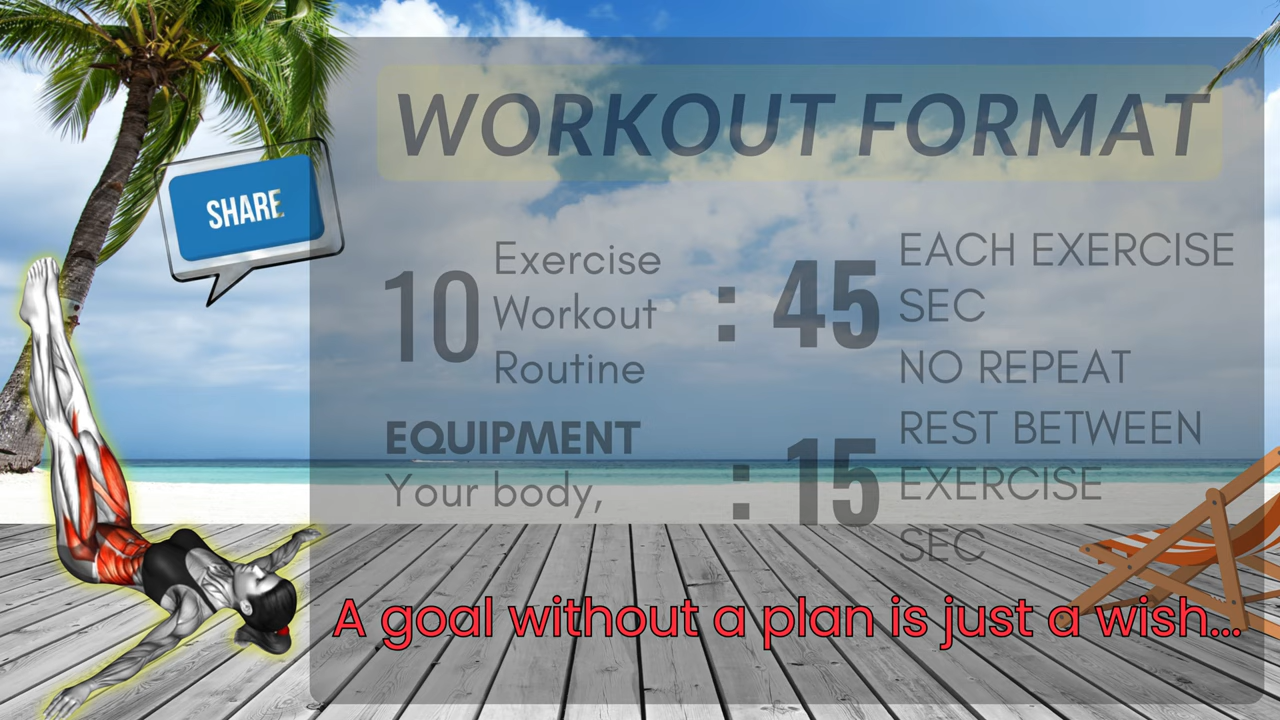 WORKOUT FORMAT
SHARE
10
Exercise
Workout
Routine
: 45
EACH EXERCISE
SEC
NO REPEAT
EQUIPMENT
Your body,
: 15
REST BETWEEN
EXERCISE
SEC
A goal without a plan is just a wish...